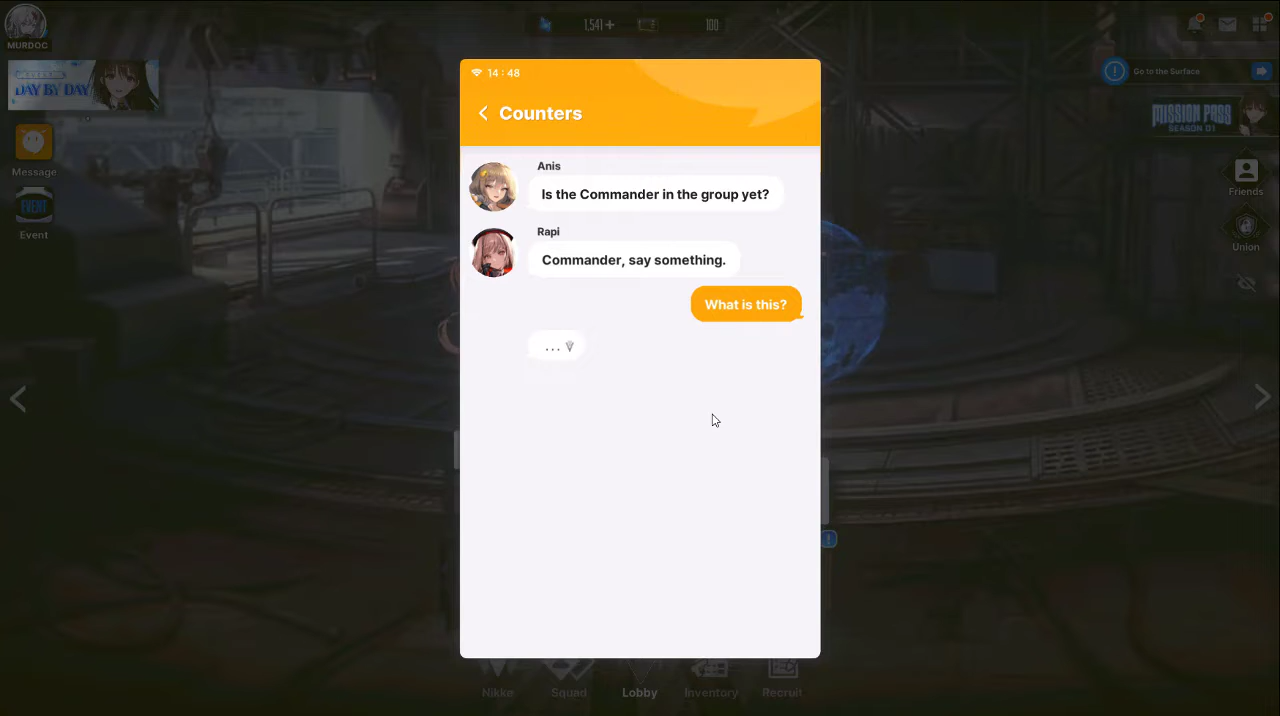 1,541+
100
MURDOC
14 : 48
Go to the Surface
DAY BY DAY
Counters
MISSION PASS
SEASON 01
Anis
Is the Commander in the group yet?
Message
Friends
Rapi
Commander, say something.
EVENT
Event
Union
What is this?
...
Nikke
Squad
Lobby
Inventory
Recruit